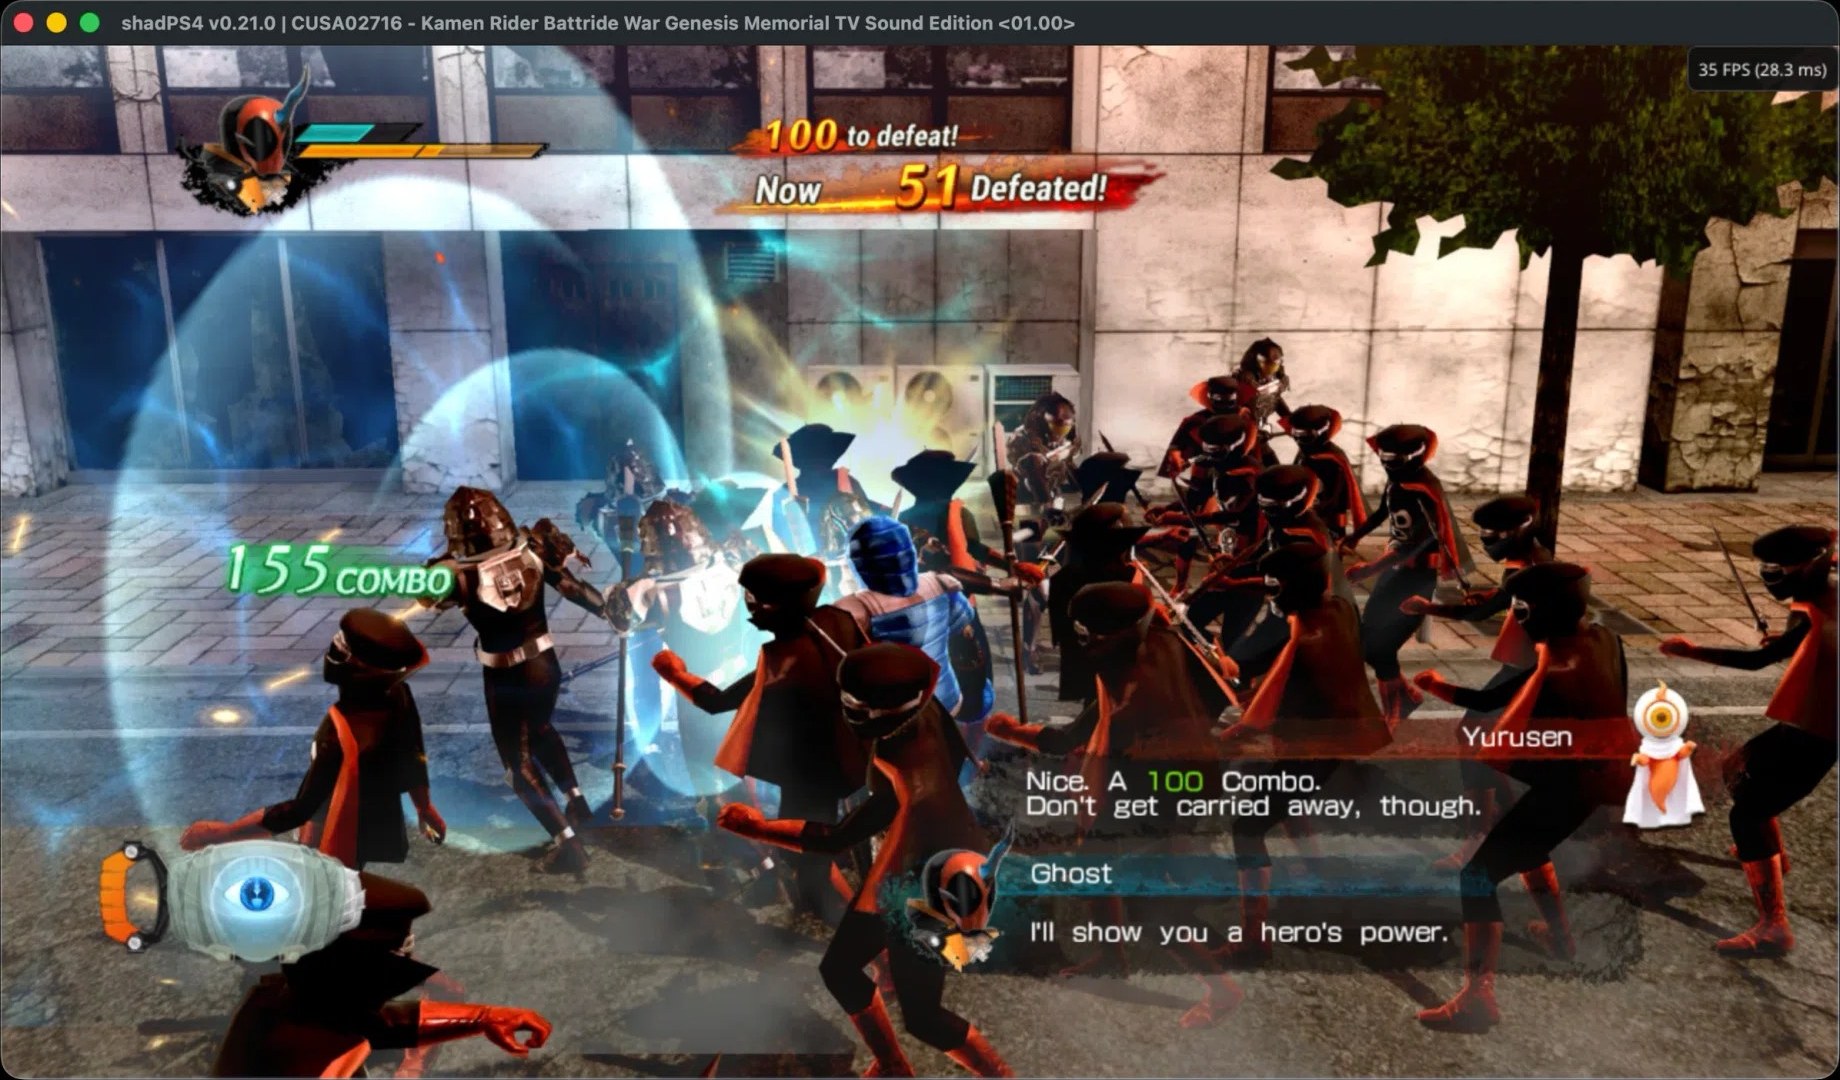 shadPS4 v0.21.0 | CUSA02716 - Kamen Rider Battride War Genesis Memorial TV Sound Edition <01.00>
35 FPS (28.3 ms)
100 to defeat!
Now 51 Defeated!
155 COMBO
Yurusen
Nice. A 100 Combo.
Don't get carried away, though.
Ghost
I'll show you a hero's power.